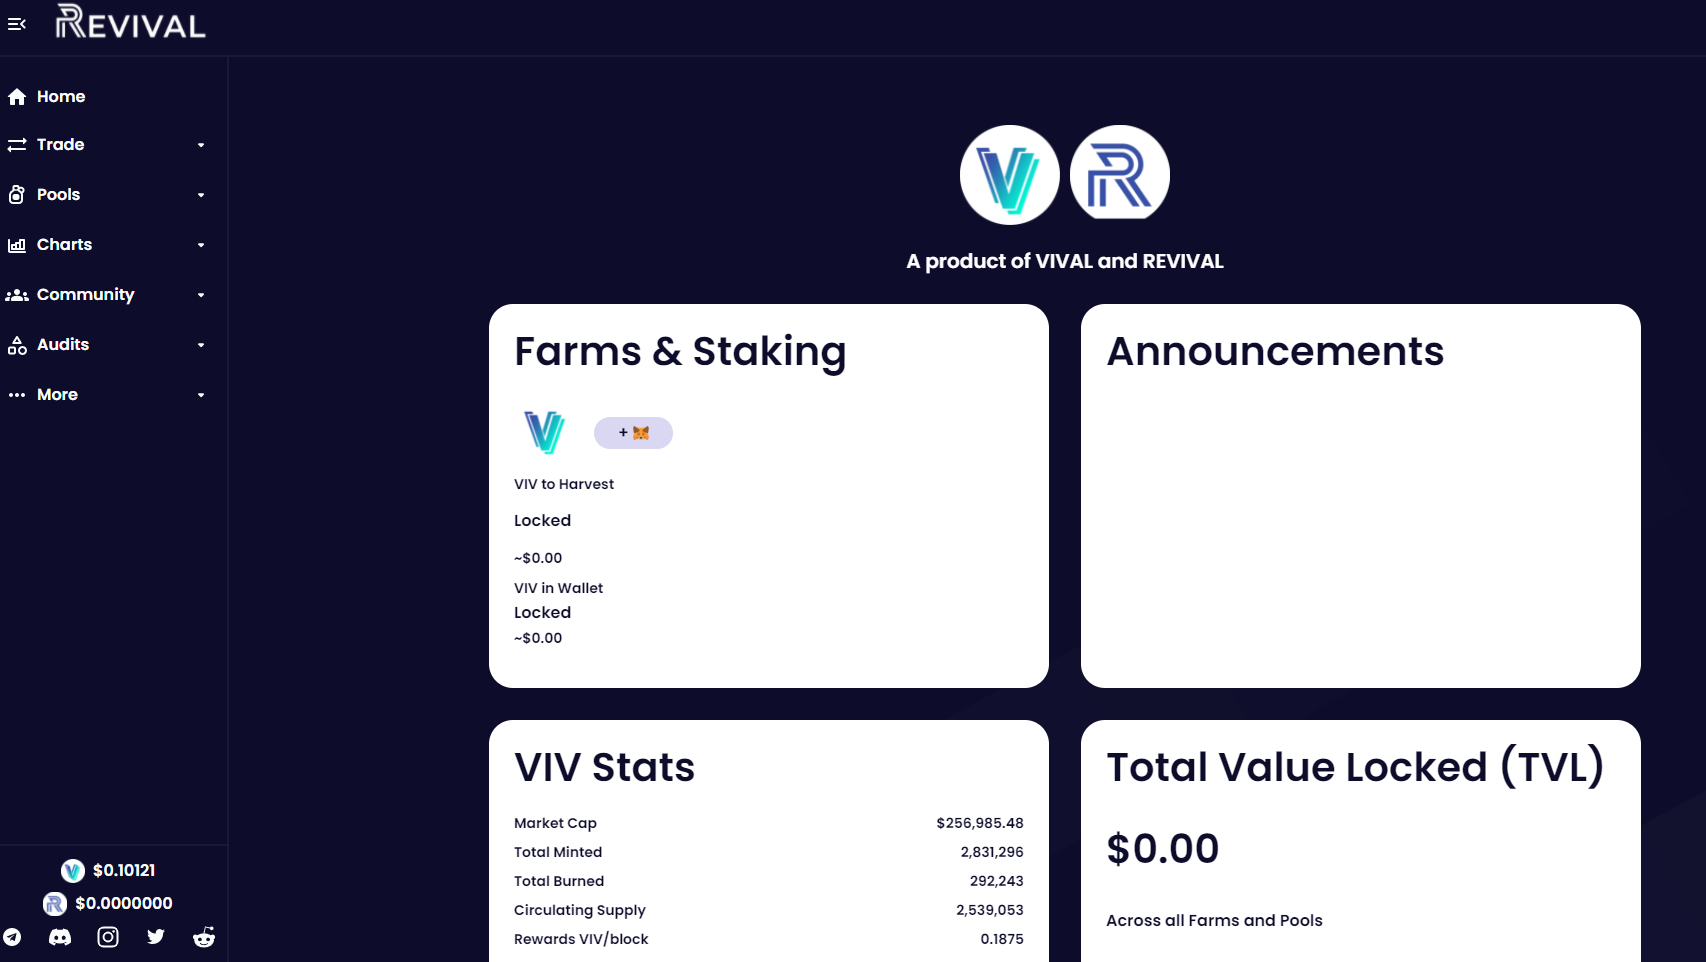 REVIVAL
Home
Trade
Pools
Charts
Community
Audits
More
$0.10121
$0.0000000
A product of VIVAL and REVIVAL
Farms & Staking
+
VIV to Harvest
Locked
~$0.00
VIV in Wallet
Locked
~$0.00
Announcements
VIV Stats
Market Cap $256,985.48
Total Minted 2,831,296
Total Burned 292,243
Circulating Supply 2,539,053
Rewards VIV/block 0.1875
Total Value Locked (TVL)
$0.00
Across all Farms and Pools